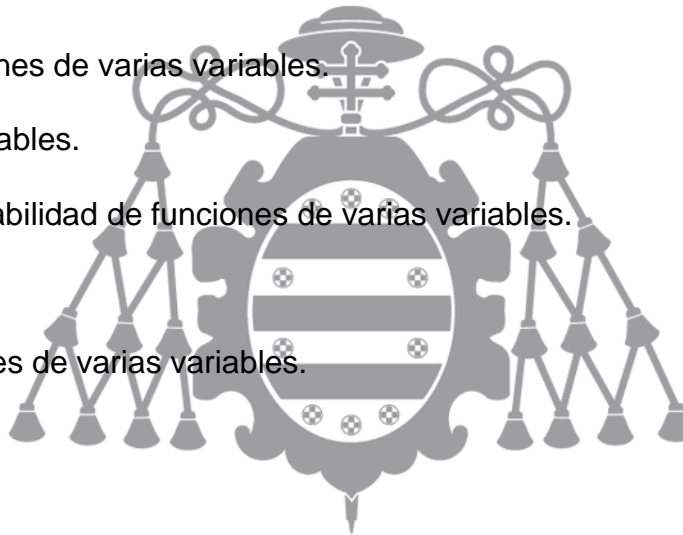 nes de varias variables.
ables.
abilidad de funciones de varias variables.
es de varias variables.